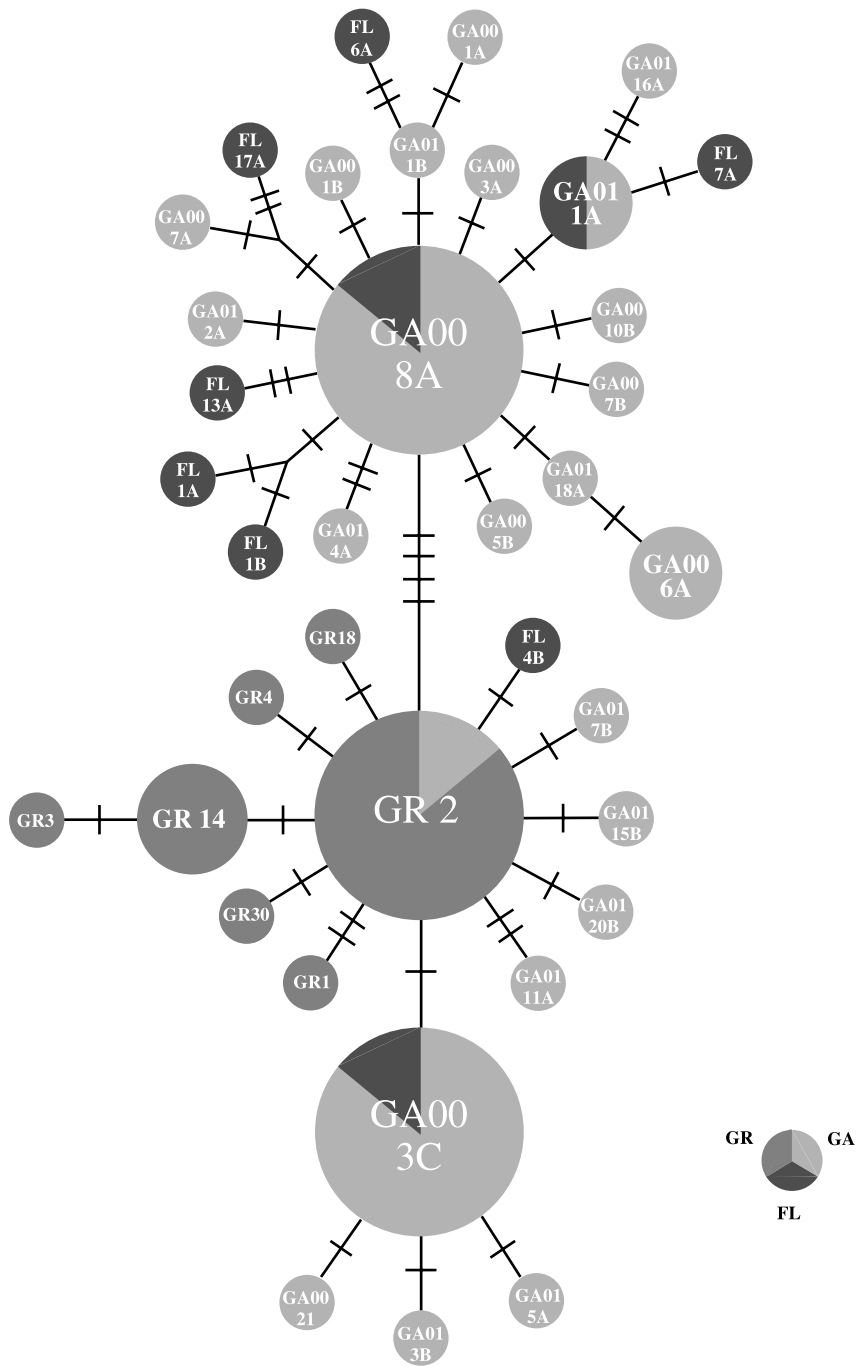 FL
6A
GA00
1A
GA01
16A
FL
17A
GA01
1B
GA00
1B
GA00
3A
FL
7A
GA01
1A
GA00
7A
GA01
2A
GA00
10B
GA00
8A
FL
13A
GA00
7B
FL
1A
GA01
18A
GA01
4A
GA00
5B
FL
1B
GA00
6A
GR18
FL
4B
GR4
GA01
7B
GR3
GR 14
GR 2
GA01
15B
GR30
GA01
20B
GR1
GA01
11A
GA00
3C
GR
GA
FL
GA00
21
GA01
3B
GA01
5A